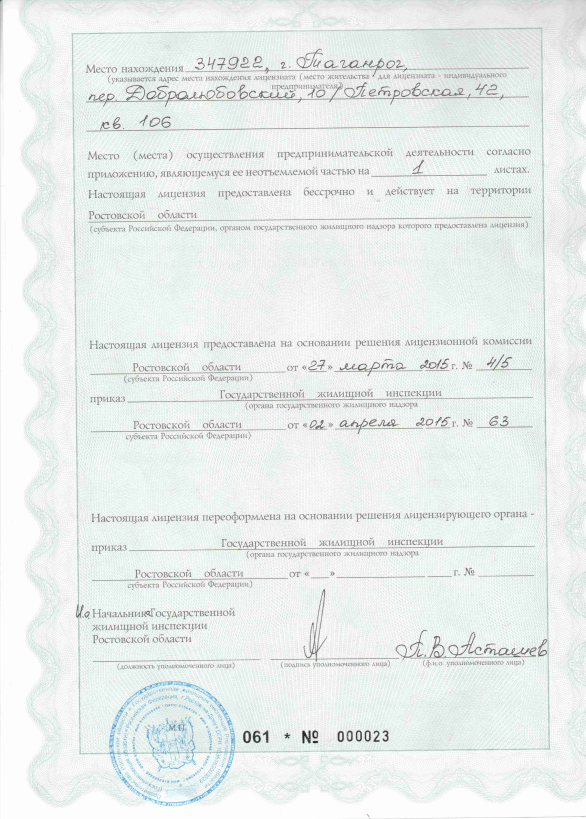 Место нахождения 347922, г. Таганрог,
(указывается адрес места нахождения лицензиата (место жительства - для лицензиата - индивидуального
предпринимателя)
пер. Добролюбовский, 10 / Петровская, 42,
кв. 106
Место (места) осуществления предпринимательской деятельности согласно
приложению, являющемуся ее неотъемлемой частью на 1 листах.
Настоящая лицензия предоставлена бессрочно и действует на территории
Ростовской области
(субъекта Российской Федерации, органом государственного жилищного надзора которого предоставлена лицензия)
Настоящая лицензия предоставлена на основании решения лицензионной комиссии
Ростовской области от «27» марта 2015 г. № 4/5
(субъекта Российской Федерации)
приказ Государственной жилищной инспекции
(органа государственного жилищного надзора
Ростовской области от «02» апреля 2015 г. № 63
субъекта Российской Федерации)
Настоящая лицензия переоформлена на основании решения лицензирующего органа -
приказ Государственной жилищной инспекции
(органа государственного жилищного надзора
Ростовской области от «__» г. №
субъекта Российской Федерации)
И.о Начальника Государственной
жилищной инспекции
Ростовской области
А.В Асташев
(должность уполномоченного лица) (подпись уполномоченного лица) (ф.и.о. уполномоченного лица)
М.П.
061 * № 000023